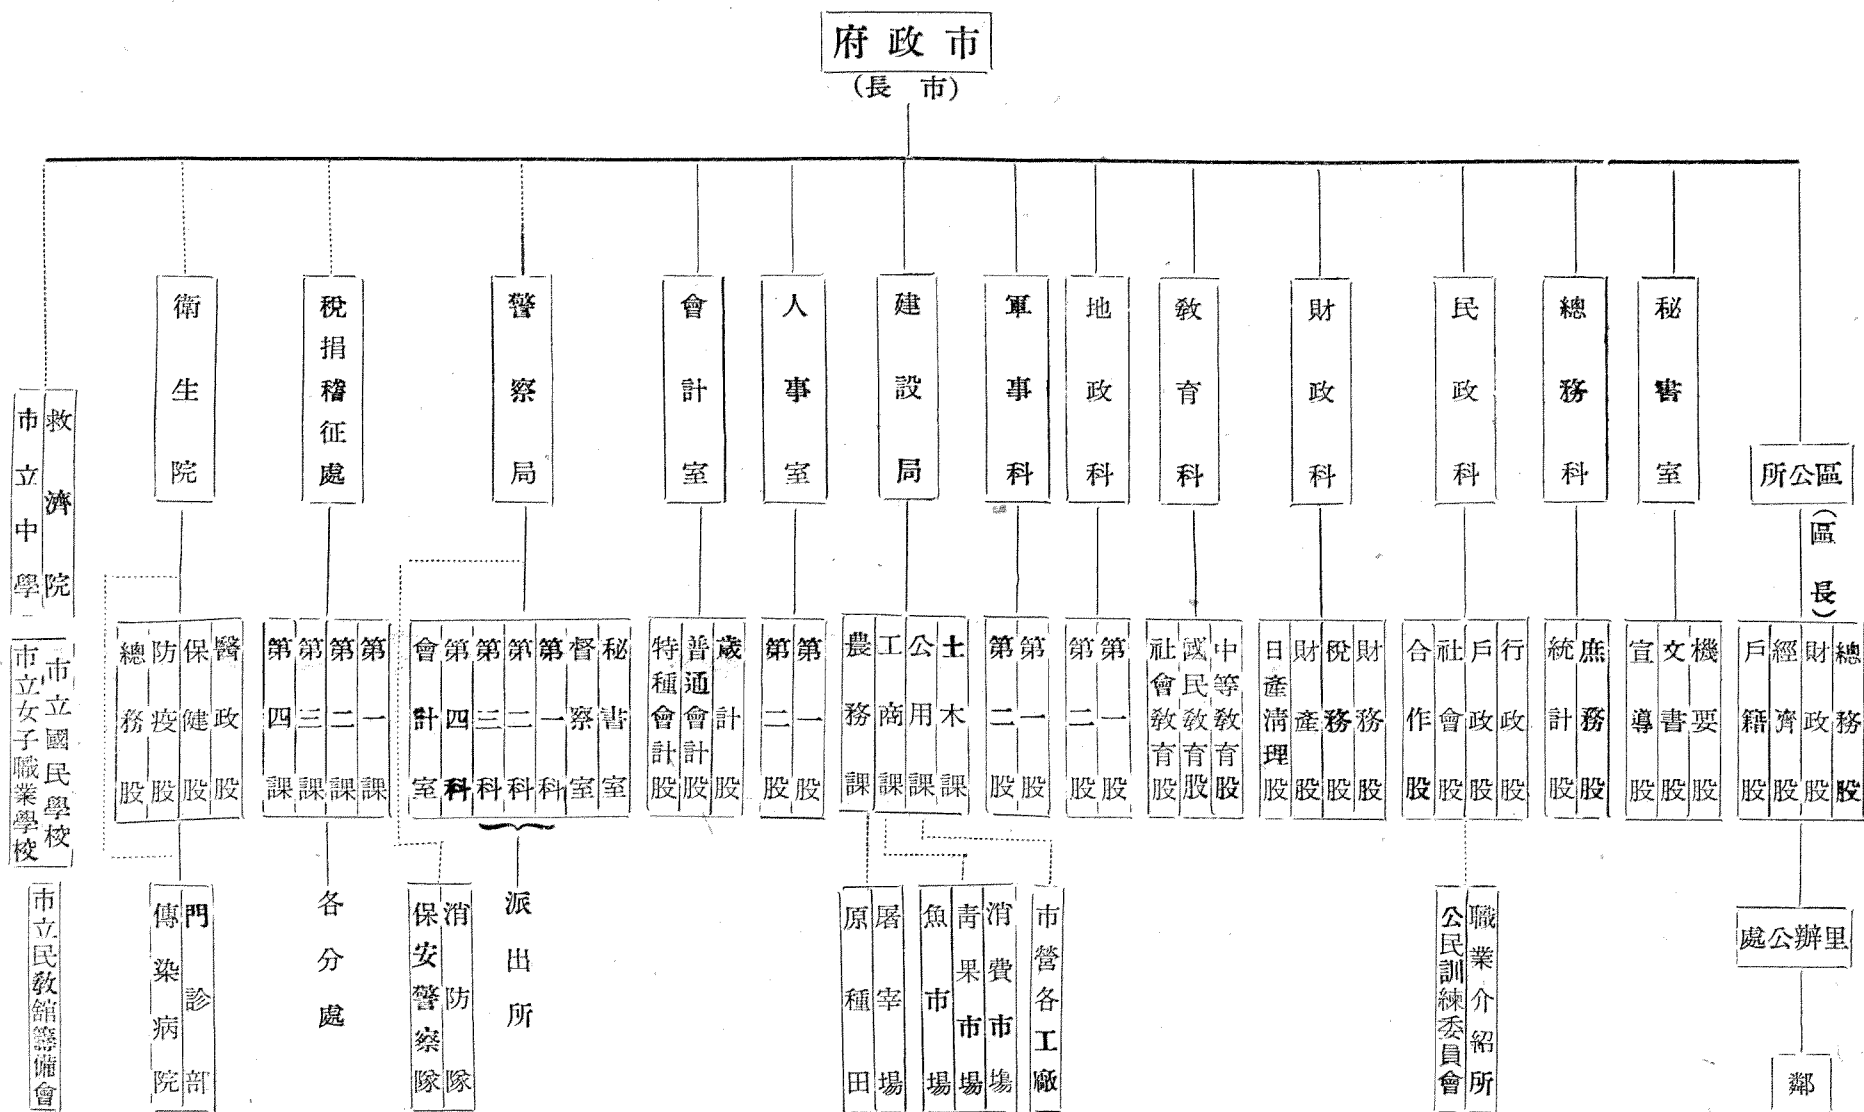 市政府
(市長)
區公所
(區長)
秘書室
總務科
民政科
財政科
教育科
地政科
軍事科
建設局
人事室
會計室
警察局
稅捐稽征處
衛生院
救濟院
市立中學
市立國民學校
市立女子職業學校
市立民教館籌備會
總務股
財政股
經濟股
戶籍股
機要股
文書股
宣導股
庶務股
統計股
行政股
戶政股
社會股
合作股
財務股
稅務股
財產股
日產清理股
中等教育股
國民教育股
社會教育股
第一股
第二股
第一股
第二股
土木課
公用課
工商課
農務課
第一股
第二股
歲計股
普通會計股
特種會計股
秘書室
督察室
第一科
第二科
第三科
第四科
會計室
第一課
第二課
第三課
第四課
醫政股
保健股
防疫股
總務股
里辦公處
鄰
職業介紹所
公民訓練委員會
市營各工廠
消費市場
青果市場
魚市場
屠宰場
原種田
派出所
消防隊
保安警察隊
各分處
門診部
傳染病院